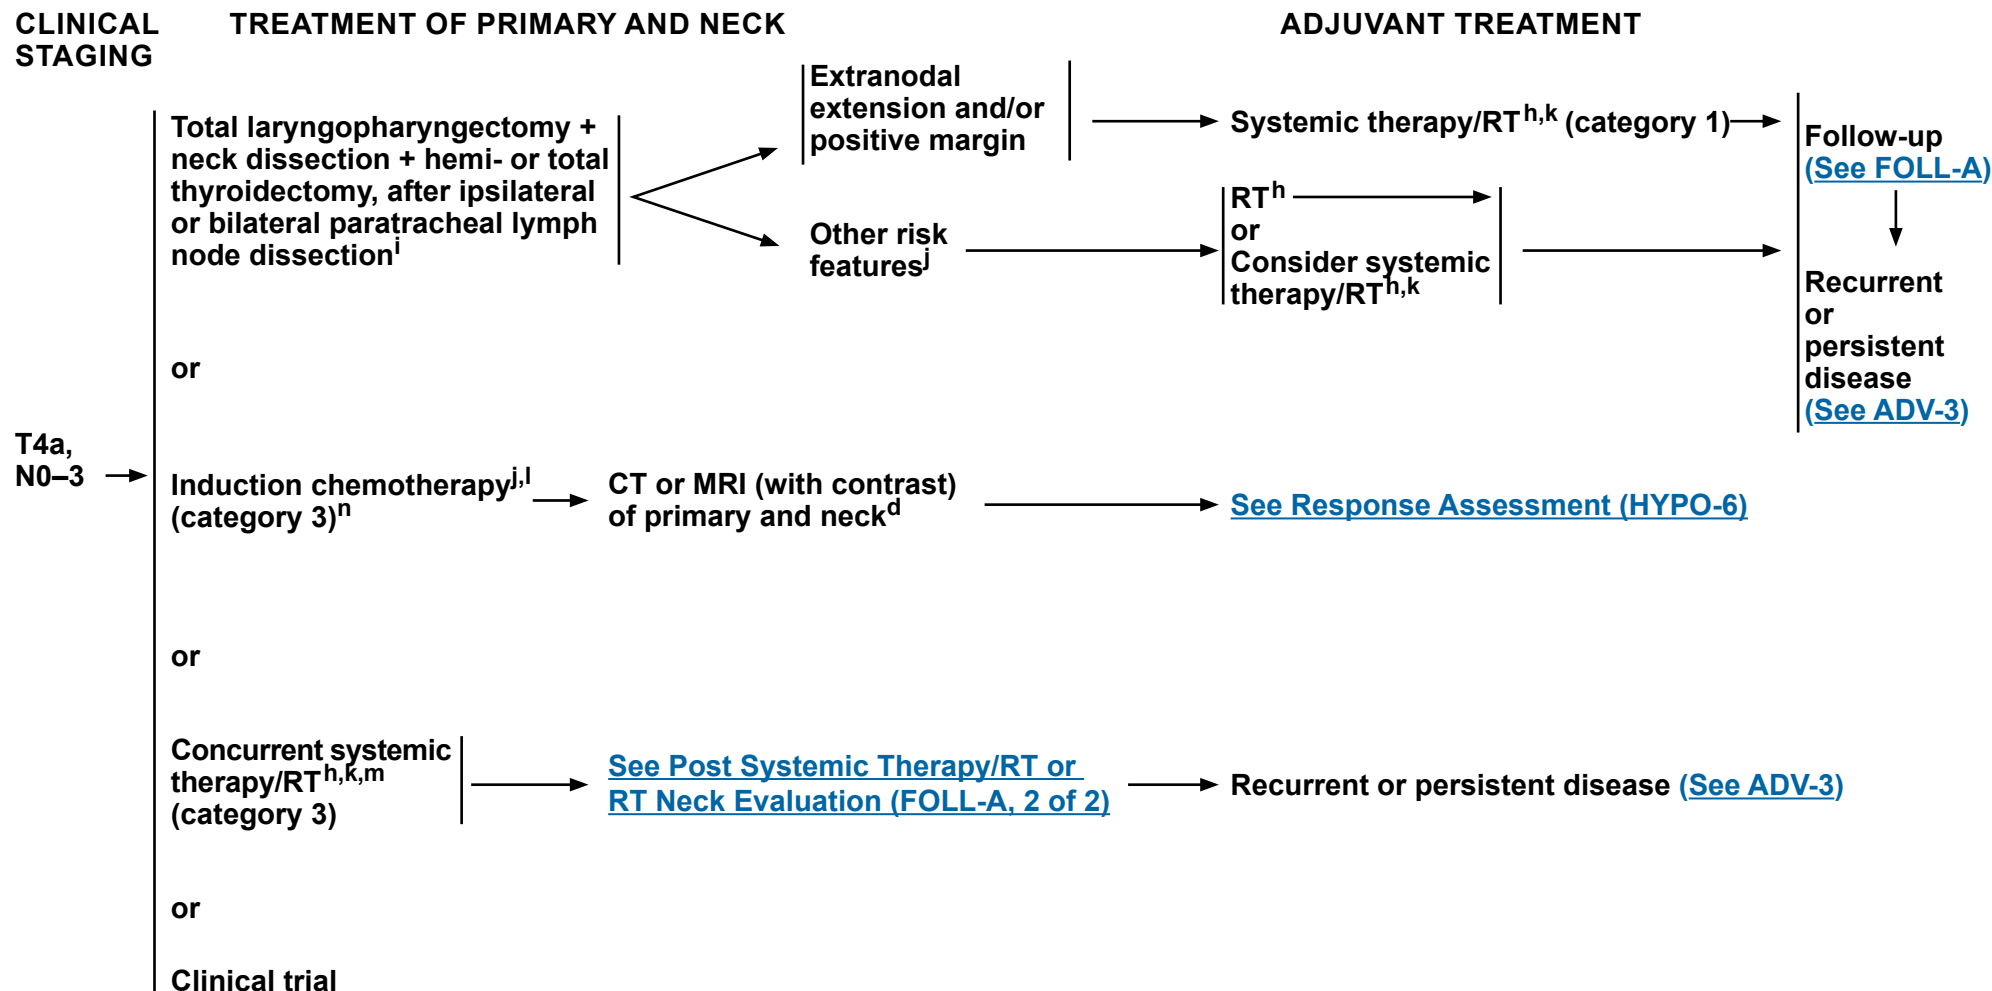 CLINICAL
STAGING
TREATMENT OF PRIMARY AND NECK
ADJUVANT TREATMENT
T4a,
N0–3
Total laryngopharyngectomy +
neck dissection + hemi- or total
thyroidectomy, after ipsilateral
or bilateral paratracheal lymph
node dissectionⁱ
Extranodal
extension and/or
positive margin
Systemic therapy/RTʰ,ᵏ (category 1)
Other risk
featuresʲ
RTʰ
or
Consider systemic
therapy/RTʰ,ᵏ
Follow-up
(See FOLL-A)
Recurrent
or
persistent
disease
(See ADV-3)
or
Induction chemotherapyʲ,ˡ
(category 3)ⁿ
CT or MRI (with contrast)
of primary and neckᵈ
See Response Assessment (HYPO-6)
or
Concurrent systemic
therapy/RTʰ,ᵏ,ᵐ
(category 3)
See Post Systemic Therapy/RT or
RT Neck Evaluation (FOLL-A, 2 of 2)
Recurrent or persistent disease (See ADV-3)
or
Clinical trial